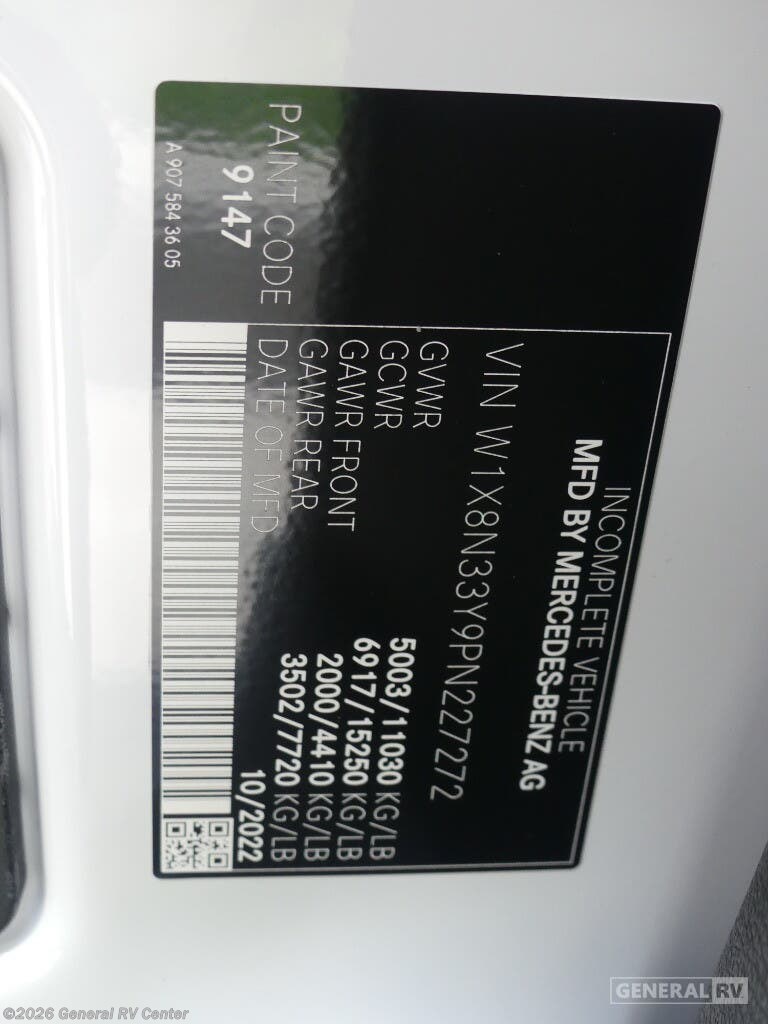 INCOMPLETE VEHICLE
MFD BY MERCEDES-BENZ AG
VIN W1X8N33Y9PN227272
GVWR 5003/11030 KG/LB
GCWR 6917/15250 KG/LB
GAWR FRONT 2000/4410 KG/LB
GAWR REAR 3502/7720 KG/LB
DATE OF MFD 10/2022
PAINT CODE
9147
A 907 584 36 05
GENERAL RV
©2026 General RV Center